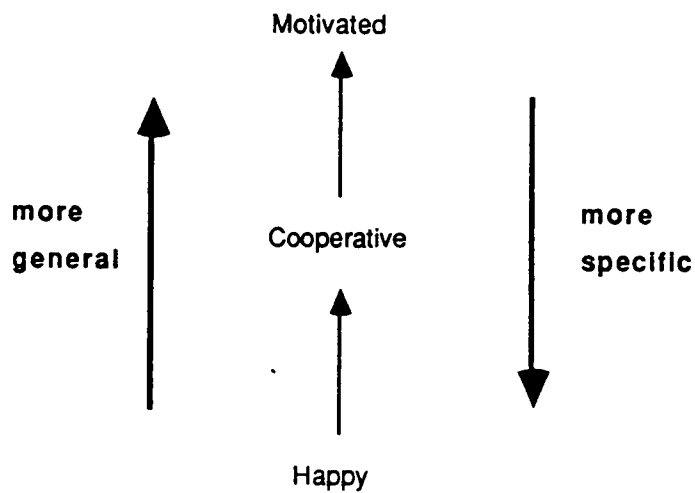 Motivated
more
general
Cooperative
more
specific
Happy